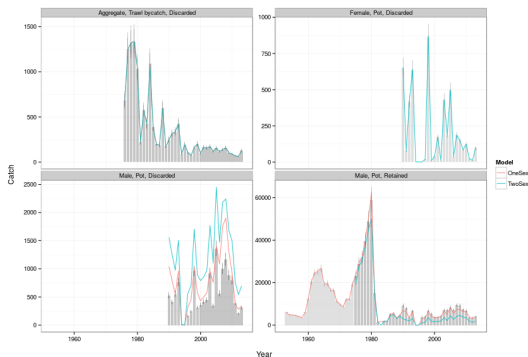 Aggregate, Trawl bycatch, Discarded
Female, Pot, Discarded
1500
1000
500
0
1000
750
500
250
0
Male, Pot, Discarded
Male, Pot, Retained
2500
2000
1500
1000
500
0
60000
40000
20000
0
1960
1980
2000
1960
1980
2000
Catch
Year
Model
OneSex
TwoSex